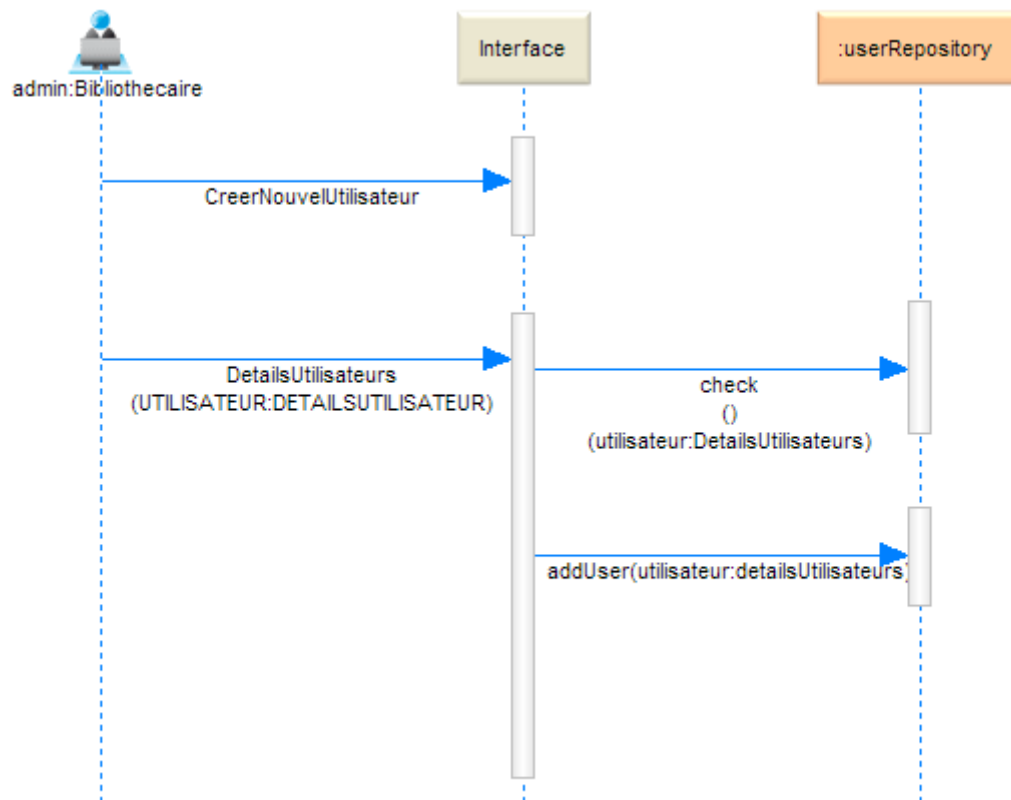 admin:Bibliothecaire
Interface
:userRepository
CreerNouvelUtilisateur
DetailsUtilisateurs
(UTILISATEUR:DETAILSUTILISATEUR)
check
()
(utilisateur:DetailsUtilisateurs)
addUser(utilisateur:detailsUtilisateurs)